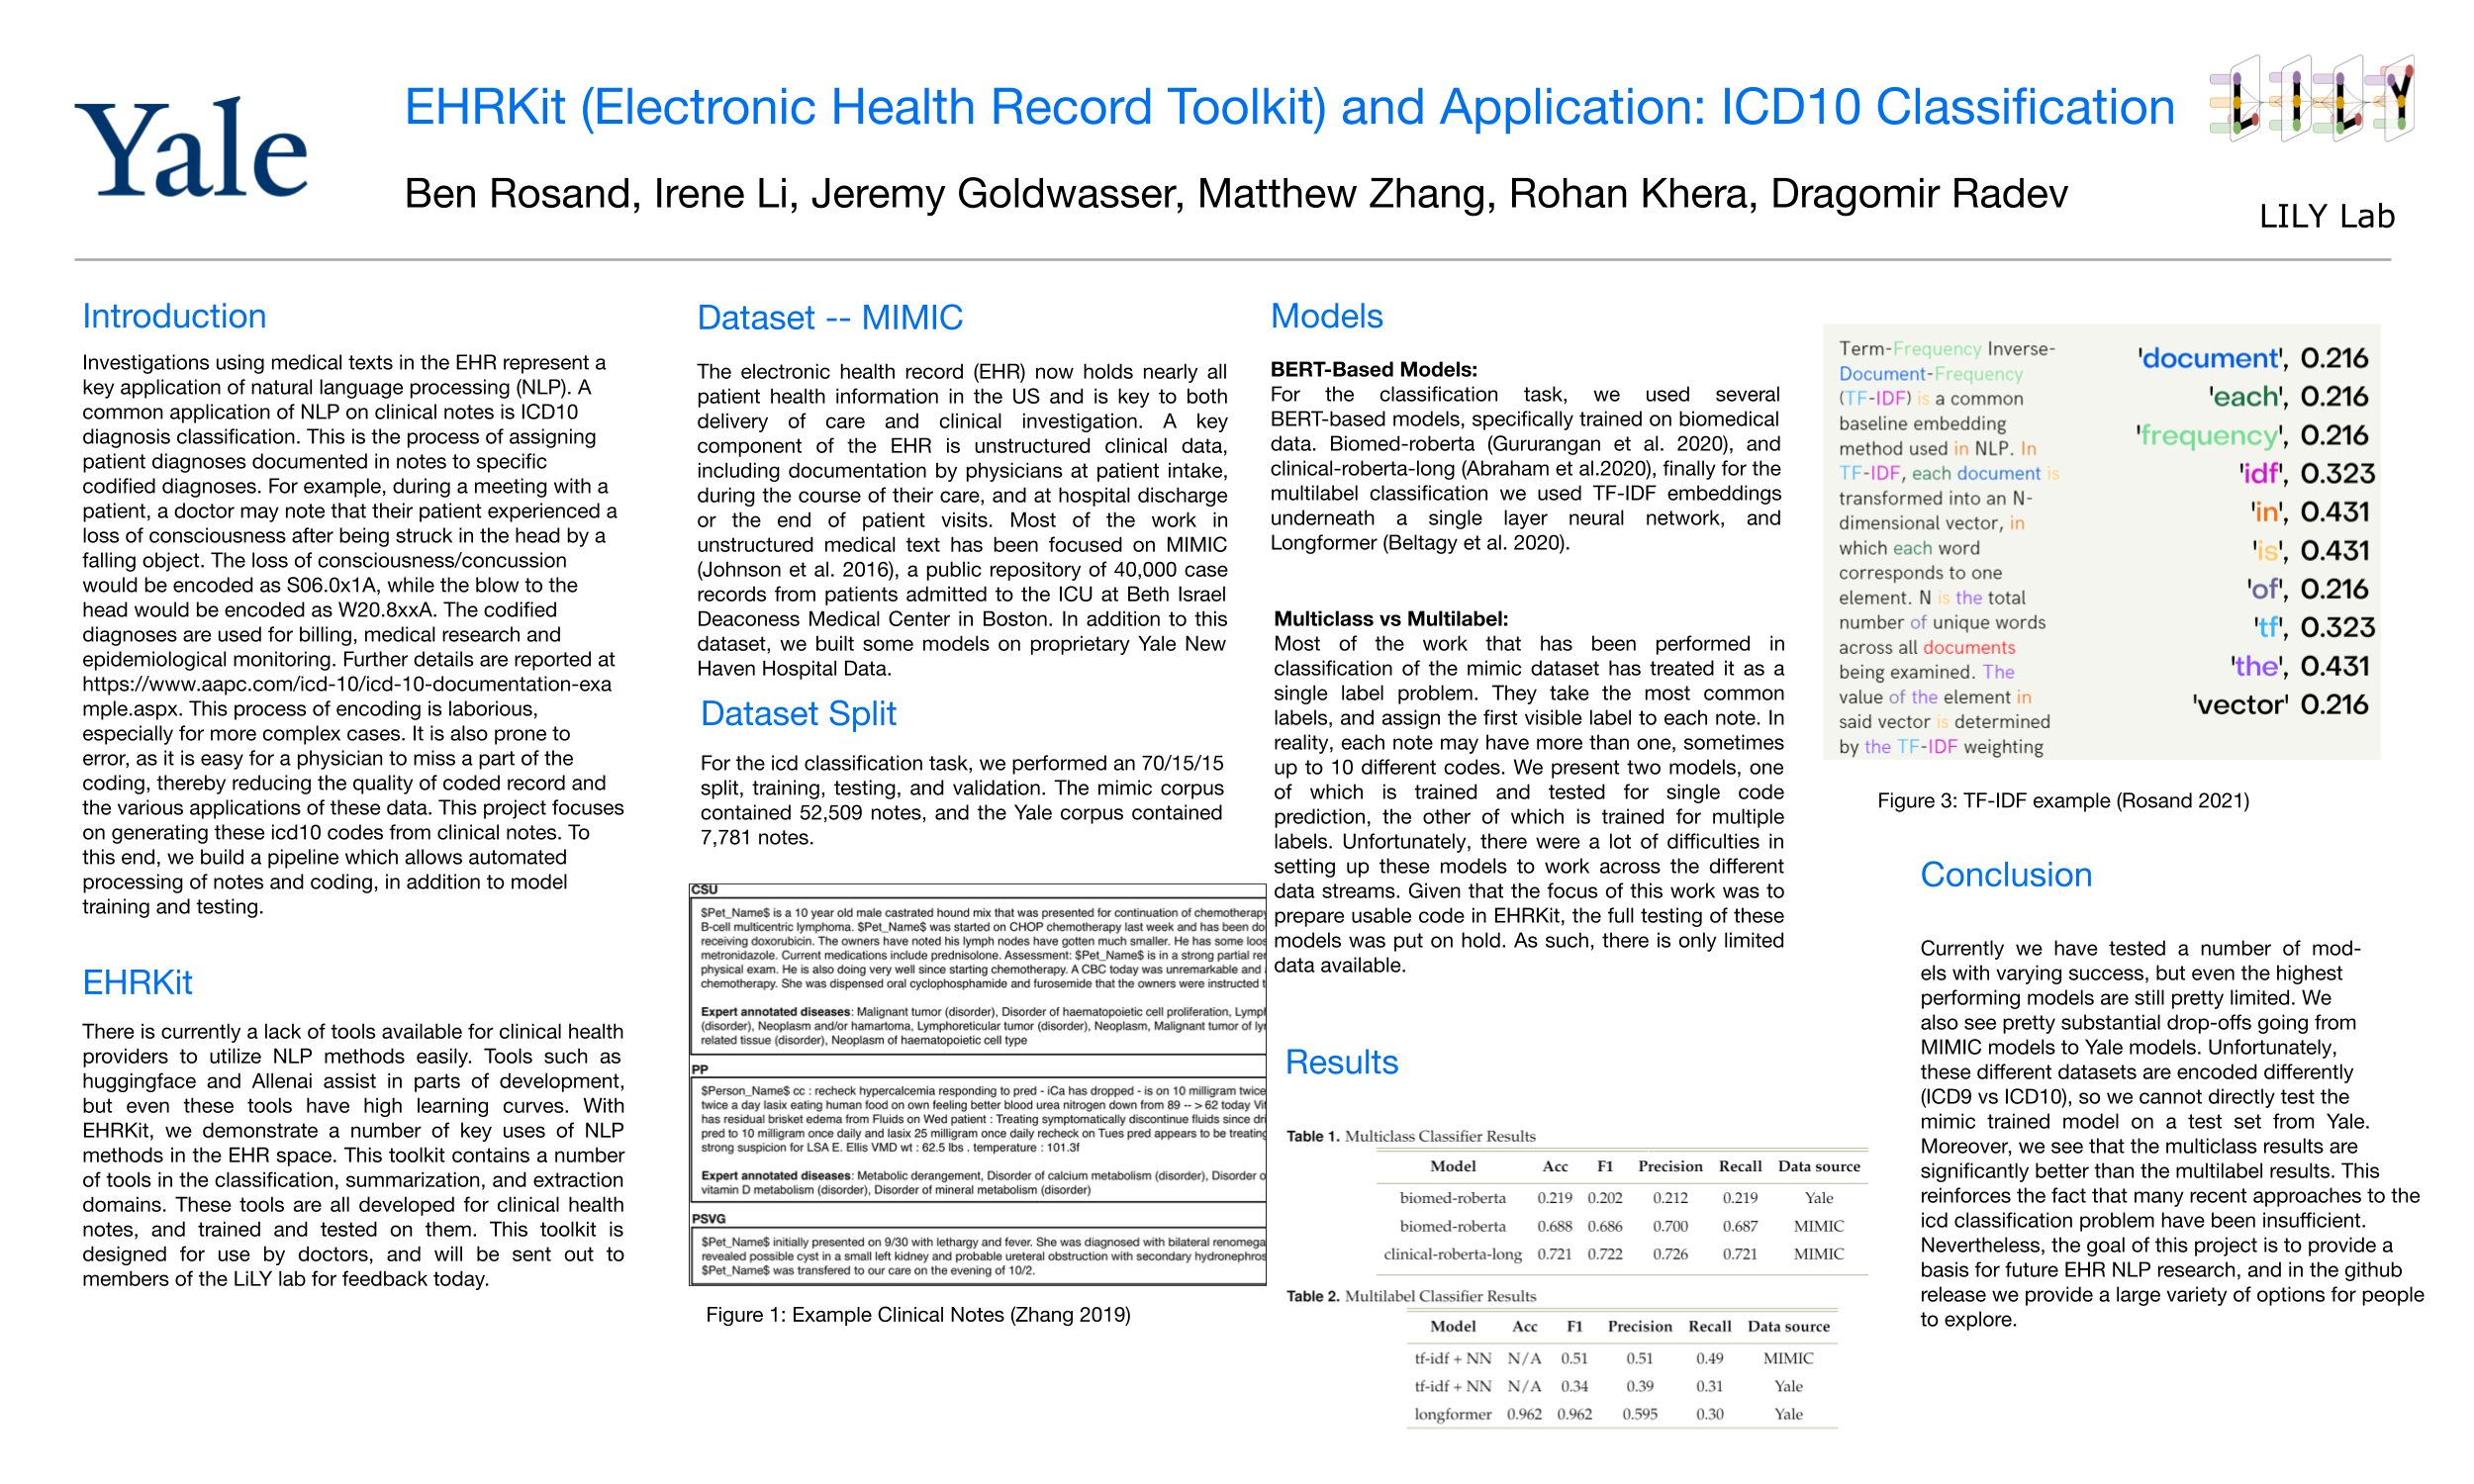 Yale
EHRKit (Electronic Health Record Toolkit) and Application: ICD10 Classification
Ben Rosand, Irene Li, Jeremy Goldwasser, Matthew Zhang, Rohan Khera, Dragomir Radev
LILY
LILY Lab
Introduction
Investigations using medical texts in the EHR represent a
key application of natural language processing (NLP). A
common application of NLP on clinical notes is ICD10
diagnosis classification. This is the process of assigning
patient diagnoses documented in notes to specific
codified diagnoses. For example, during a meeting with a
patient, a doctor may note that their patient experienced a
loss of consciousness after being struck in the head by a
falling object. The loss of consciousness/concussion
would be encoded as S06.0x1A, while the blow to the
head would be encoded as W20.8xxA. The codified
diagnoses are used for billing, medical research and
epidemiological monitoring. Further details are reported at
https://www.aapc.com/icd-10/icd-10-documentation-exa
mple.aspx. This process of encoding is laborious,
especially for more complex cases. It is also prone to
error, as it is easy for a physician to miss a part of the
coding, thereby reducing the quality of coded record and
the various applications of these data. This project focuses
on generating these icd10 codes from clinical notes. To
this end, we build a pipeline which allows automated
processing of notes and coding, in addition to model
training and testing.
EHRKit
There is currently a lack of tools available for clinical health
providers to utilize NLP methods easily. Tools such as
huggingface and Allenai assist in parts of development,
but even these tools have high learning curves. With
EHRKit, we demonstrate a number of key uses of NLP
methods in the EHR space. This toolkit contains a number
of tools in the classification, summarization, and extraction
domains. These tools are all developed for clinical health
notes, and trained and tested on them. This toolkit is
designed for use by doctors, and will be sent out to
members of the LiLY lab for feedback today.
Dataset -- MIMIC
The electronic health record (EHR) now holds nearly all
patient health information in the US and is key to both
delivery of care and clinical investigation. A key
component of the EHR is unstructured clinical data,
including documentation by physicians at patient intake,
during the course of their care, and at hospital discharge
or the end of patient visits. Most of the work in
unstructured medical text has been focused on MIMIC
(Johnson et al. 2016), a public repository of 40,000 case
records from patients admitted to the ICU at Beth Israel
Deaconess Medical Center in Boston. In addition to this
dataset, we built some models on proprietary Yale New
Haven Hospital Data.
Dataset Split
For the icd classification task, we performed an 70/15/15
split, training, testing, and validation. The mimic corpus
contained 52,509 notes, and the Yale corpus contained
7,781 notes.
CSU
$Pet_Name$ is a 10 year old male castrated hound mix that was presented for continuation of chemotherapy
B-cell multicentric lymphoma. $Pet_Name$ was started on CHOP chemotherapy last week and has been do
receiving doxorubicin. The owners have noted his lymph nodes have gotten much smaller. He has some loos
metronidazole. Current medications include prednisolone. Assessment: $Pet_Name$ is in a strong partial rer
physical exam. He is also doing very well since starting chemotherapy. A CBC today was unremarkable and
chemotherapy. She was dispensed oral cyclophosphamide and furosemide that the owners were instructed t
Expert annotated diseases: Malignant tumor (disorder), Disorder of haematopoietic cell proliferation, Lymph
(disorder), Neoplasm and/or hamartoma, Lymphoreticular tumor (disorder), Neoplasm, Malignant tumor of lyr
related tissue (disorder), Neoplasm of haematopoietic cell type
PP
$Person_Name$ cc : recheck hypercalcemia responding to pred - iCa has dropped - is on 10 milligram twice
twice a day lasix eating human food on own feeling better blood urea nitrogen down from 89 -- > 62 today Vit
has residual brisket edema from Fluids on Wed patient : Treating symptomatically discontinue fluids since dri
pred to 10 milligram once daily and lasix 25 milligram once daily recheck on Tues pred appears to be treating
strong suspicion for LSA E. Ellis VMD wt : 62.5 lbs . temperature : 101.3f
Expert annotated diseases: Metabolic derangement, Disorder of calcium metabolism (disorder), Disorder o
vitamin D metabolism (disorder), Disorder of mineral metabolism (disorder)
PSVG
$Pet_Name$ initially presented on 9/30 with lethargy and fever. She was diagnosed with bilateral renomega
revealed possible cyst in a small left kidney and probable ureteral obstruction with secondary hydronephros
$Pet_Name$ was transfered to our care on the evening of 10/2.
Figure 1: Example Clinical Notes (Zhang 2019)
Models
BERT-Based Models:
For the classification task, we used several
BERT-based models, specifically trained on biomedical
data. Biomed-roberta (Gururangan et al. 2020), and
clinical-roberta-long (Abraham et al.2020), finally for the
multilabel classification we used TF-IDF embeddings
underneath a single layer neural network, and
Longformer (Beltagy et al. 2020).
Multiclass vs Multilabel:
Most of the work that has been performed in
classification of the mimic dataset has treated it as a
single label problem. They take the most common
labels, and assign the first visible label to each note. In
reality, each note may have more than one, sometimes
up to 10 different codes. We present two models, one
of which is trained and tested for single code
prediction, the other of which is trained for multiple
labels. Unfortunately, there were a lot of difficulties in
setting up these models to work across the different
data streams. Given that the focus of this work was to
prepare usable code in EHRKit, the full testing of these
models was put on hold. As such, there is only limited
data available.
Results
Table 1. Multiclass Classifier Results
Model Acc F1 Precision Recall Data source
biomed-roberta 0.219 0.202 0.212 0.219 Yale
biomed-roberta 0.688 0.686 0.700 0.687 MIMIC
clinical-roberta-long 0.721 0.722 0.726 0.721 MIMIC
Table 2. Multilabel Classifier Results
Model Acc F1 Precision Recall Data source
tf-idf + NN N/A 0.51 0.51 0.49 MIMIC
tf-idf + NN N/A 0.34 0.39 0.31 Yale
longformer 0.962 0.962 0.595 0.30 Yale
Term-Frequency Inverse-
Document-Frequency
(TF-IDF) is a common
baseline embedding
method used in NLP. In
TF-IDF, each document is
transformed into an N-
dimensional vector, in
which each word
corresponds to one
element. N is the total
number of unique words
across all documents
being examined. The
value of the element in
said vector is determined
by the TF-IDF weighting
'document', 0.216
'each', 0.216
'frequency', 0.216
'idf', 0.323
'in', 0.431
'is', 0.431
'of', 0.216
'tf', 0.323
'the', 0.431
'vector' 0.216
Figure 3: TF-IDF example (Rosand 2021)
Conclusion
Currently we have tested a number of mod-
els with varying success, but even the highest
performing models are still pretty limited. We
also see pretty substantial drop-offs going from
MIMIC models to Yale models. Unfortunately,
these different datasets are encoded differently
(ICD9 vs ICD10), so we cannot directly test the
mimic trained model on a test set from Yale.
Moreover, we see that the multiclass results are
significantly better than the multilabel results. This
reinforces the fact that many recent approaches to the
icd classification problem have been insufficient.
Nevertheless, the goal of this project is to provide a
basis for future EHR NLP research, and in the github
release we provide a large variety of options for people
to explore.